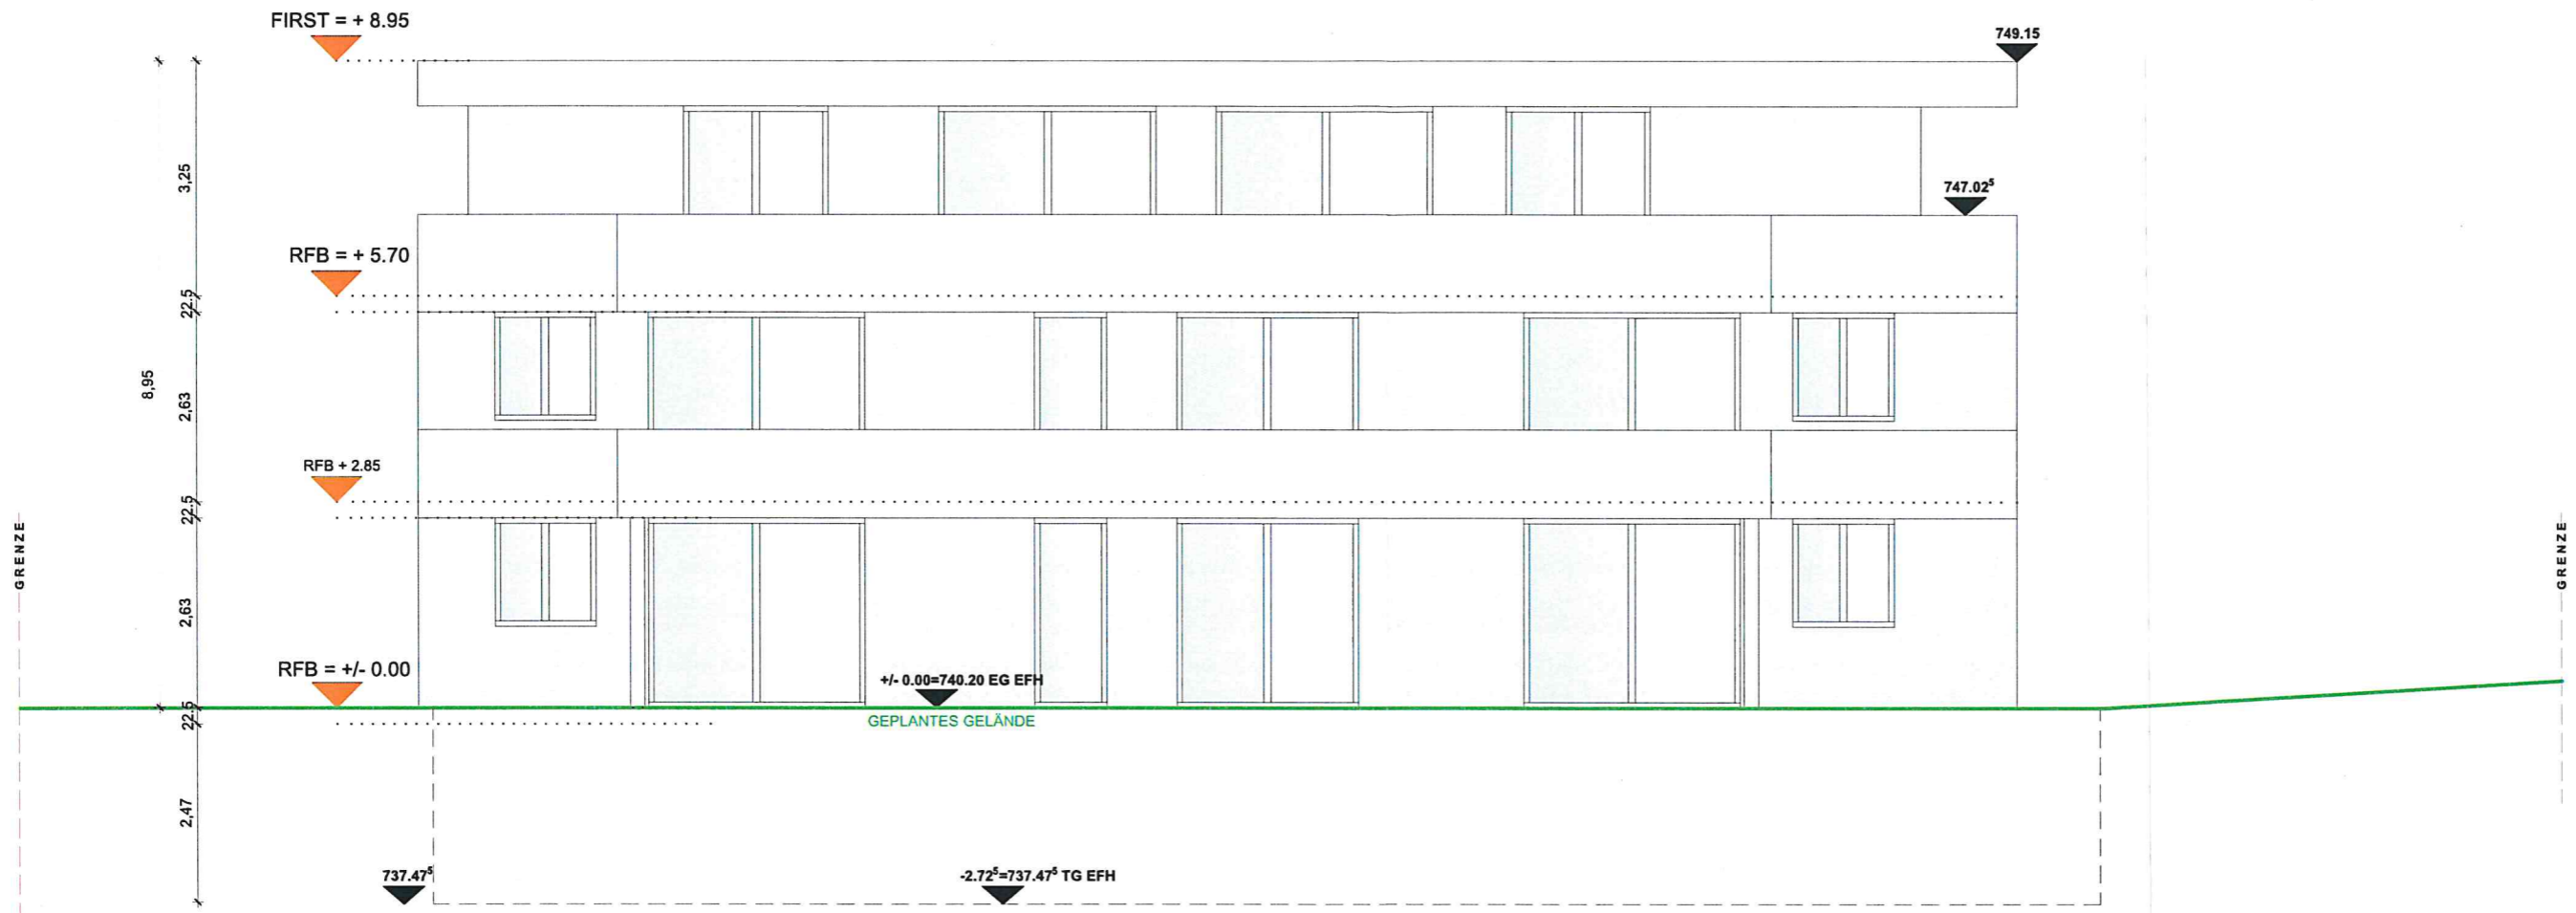 FIRST = + 8.95
749.15
3,25
747.02⁵
RFB = + 5.70
22.5
8,95
2,63
RFB + 2.85
22.5
GRENZE
GRENZE
2,63
RFB = +/- 0.00
+/- 0.00=740.20 EG EFH
22.5
GEPLANTES GELÄNDE
2,47
737.47⁵
-2.72⁵=737.47⁵ TG EFH